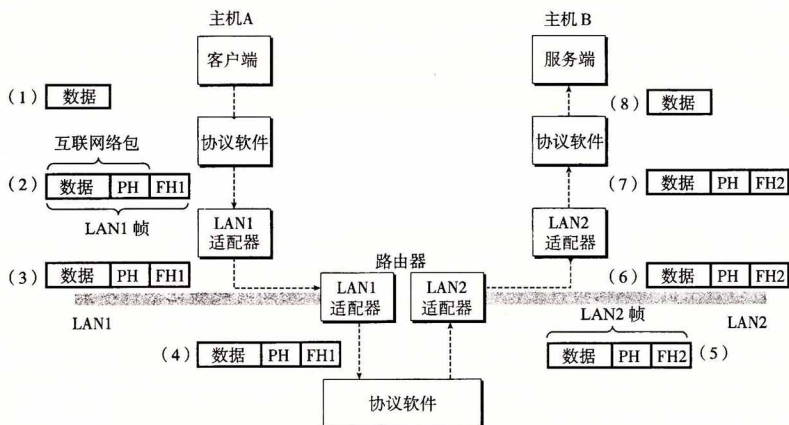 主机A
主机B
客户端
服务端
(1) 数据
(8) 数据
互联网络包
协议软件
协议软件
(2) 数据 PH FH1
(7) 数据 PH FH2
LAN1 帧
LAN1
适配器
LAN2
适配器
路由器
(3) 数据 PH FH1
(6) 数据 PH FH2
LAN1
适配器
LAN2
适配器
LAN1
LAN2 帧
LAN2
(4) 数据 PH FH1
数据 PH FH2 (5)
协议软件